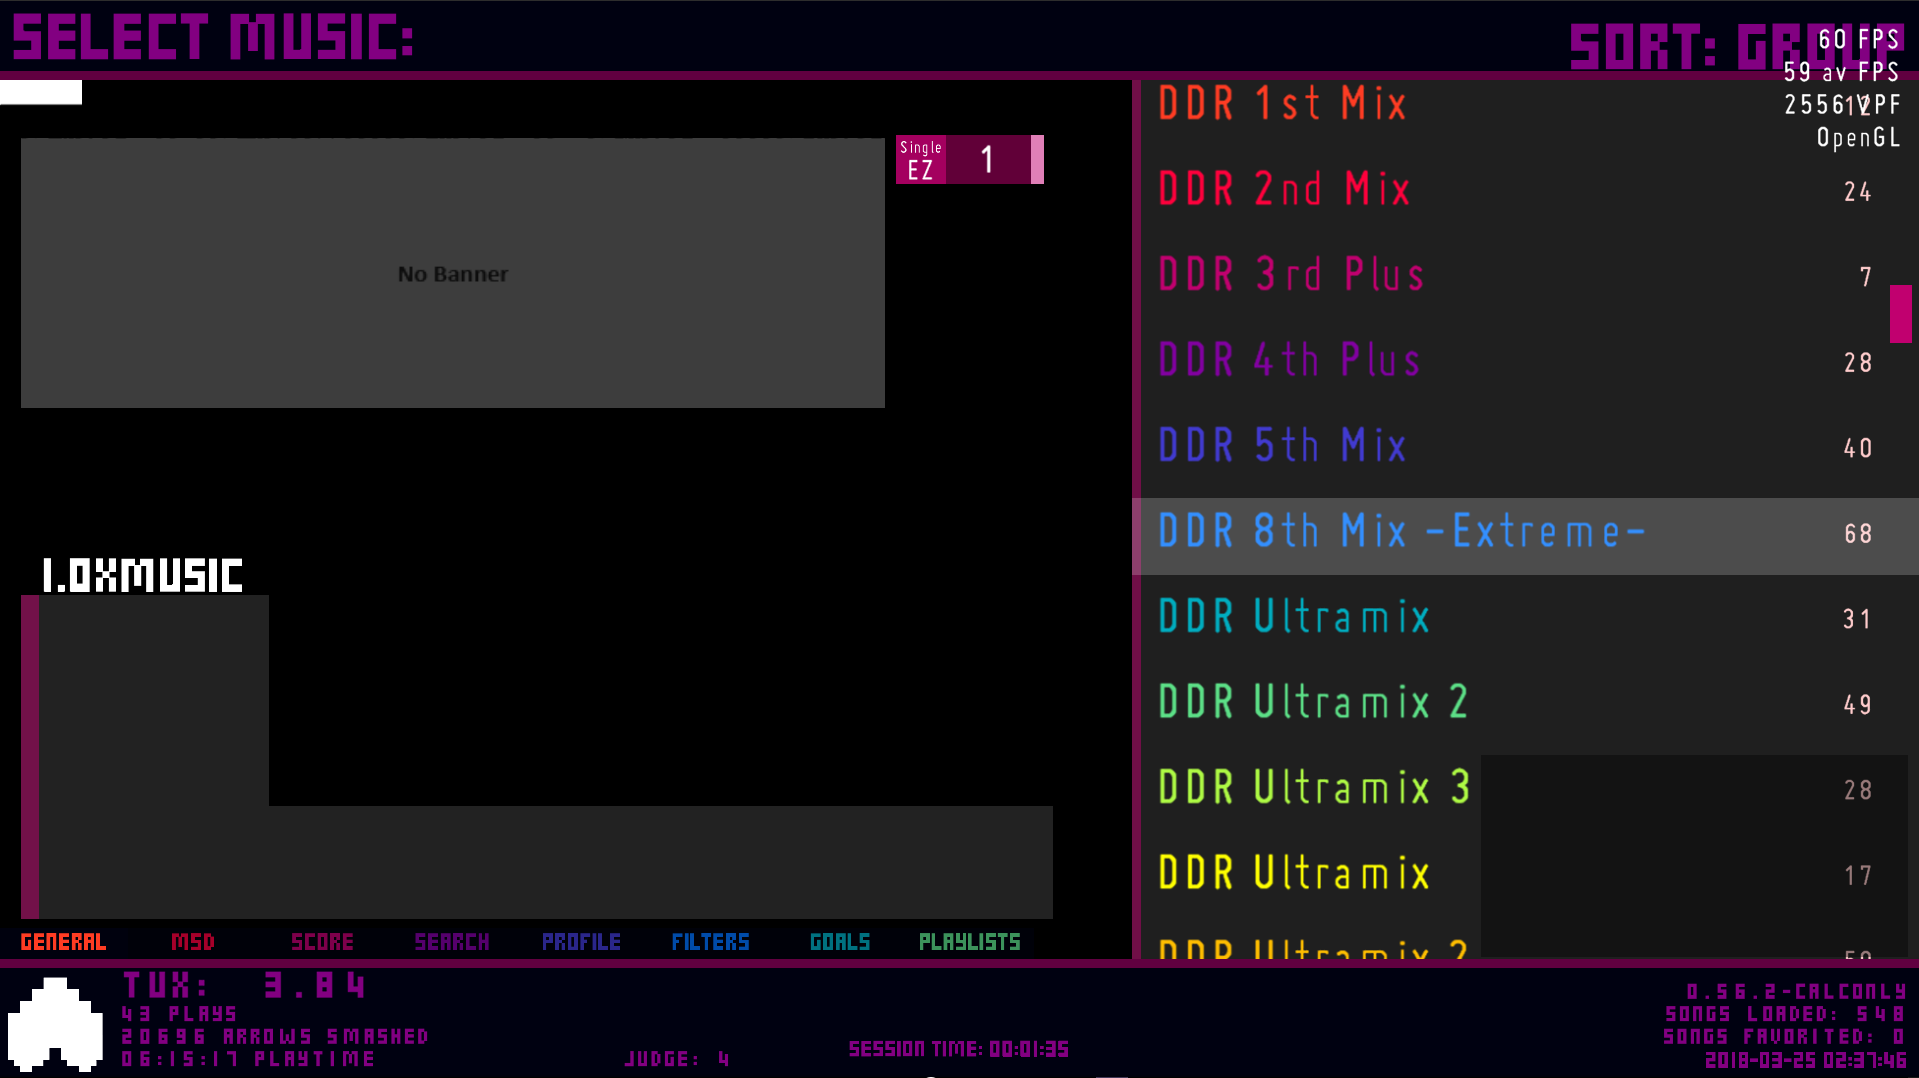 SELECT MUSIC:
SORT: GROUP
60 FPS
59 av FPS
2556 VPF
OpenGL
Single
EZ
1
No Banner
1.0XMUSIC
DDR 1st Mix 12
DDR 2nd Mix 24
DDR 3rd Plus 7
DDR 4th Plus 28
DDR 5th Mix 40
DDR 8th Mix -Extreme- 68
DDR Ultramix 31
DDR Ultramix 2 49
DDR Ultramix 3 28
DDR Ultramix 17
DDR Ultramix 2
GENERAL MSD SCORE SEARCH PROFILE FILTERS GOALS PLAYLISTS
TUX: 3.84
43 PLAYS
20696 ARROWS SMASHED
06:15:17 PLAYTIME
JUDGE: 4
SESSION TIME: 00:01:35
0.56.2-CALCONLY
SONGS LOADED: 548
SONGS FAVORITED: 0
2018-03-25 02:37:46